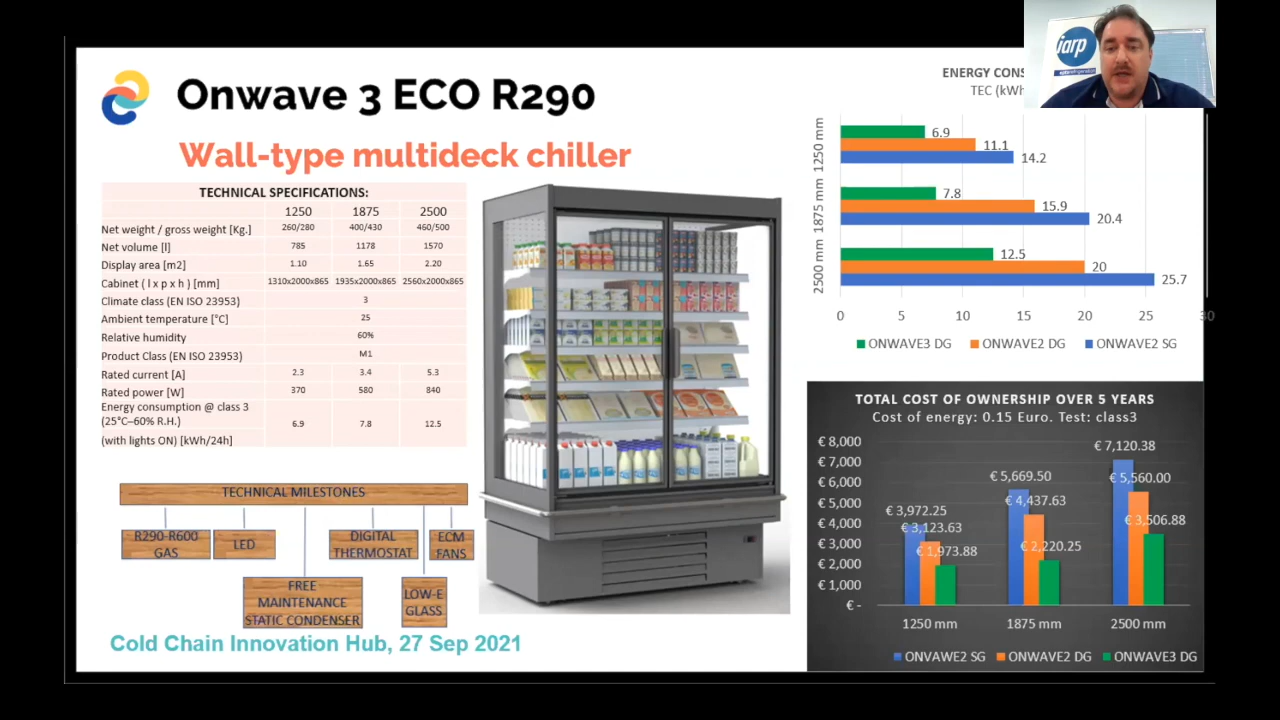 Onwave 3 ECO R290
Wall-type multideck chiller
TECHNICAL SPECIFICATIONS:
1250 1875 2500
Net weight / gross weight [Kg.] 260/280 400/430 460/500
Net volume [l] 785 1178 1570
Display area [m2] 1.10 1.65 2.20
Cabinet ( l x p x h ) [mm] 1310x2000x865 1935x2000x865 2560x2000x865
Climate class (EN ISO 23953) 3
Ambient temperature [°C] 25
Relative humidity 60%
Product Class (EN ISO 23953) M1
Rated current [A] 2.3 3.4 5.3
Rated power [W] 370 580 840
Energy consumption @ class 3
(25°C–60% R.H.) 6.9 7.8 12.5
(with lights ON) [kWh/24h]
TECHNICAL MILESTONES
R290-R600
GAS
LED
DIGITAL
THERMOSTAT
ECM
FANS
FREE
MAINTENANCE
STATIC CONDENSER
LOW-E
GLASS
Cold Chain Innovation Hub, 27 Sep 2021
iarp
ENERGY CONS
TEC (kWh
1250 mm
6.9
11.1
14.2
1875 mm
7.8
15.9
20.4
2500 mm
12.5
20
25.7
0 5 10 15 20 25 30
ONWAVE3 DG ONWAVE2 DG ONWAVE2 SG
TOTAL COST OF OWNERSHIP OVER 5 YEARS
Cost of energy: 0.15 Euro. Test: class3
€ 8,000
€ 7,000
€ 6,000
€ 5,000
€ 4,000
€ 3,000
€ 2,000
€ 1,000
€ -
€ 3,972.25
€ 3,123.63
€ 1,973.88
€ 5,669.50
€ 4,437.63
€ 2,220.25
€ 7,120.38
€ 5,560.00
€ 3,506.88
1250 mm 1875 mm 2500 mm
ONVAWE2 SG ONWAVE2 DG ONWAVE3 DG